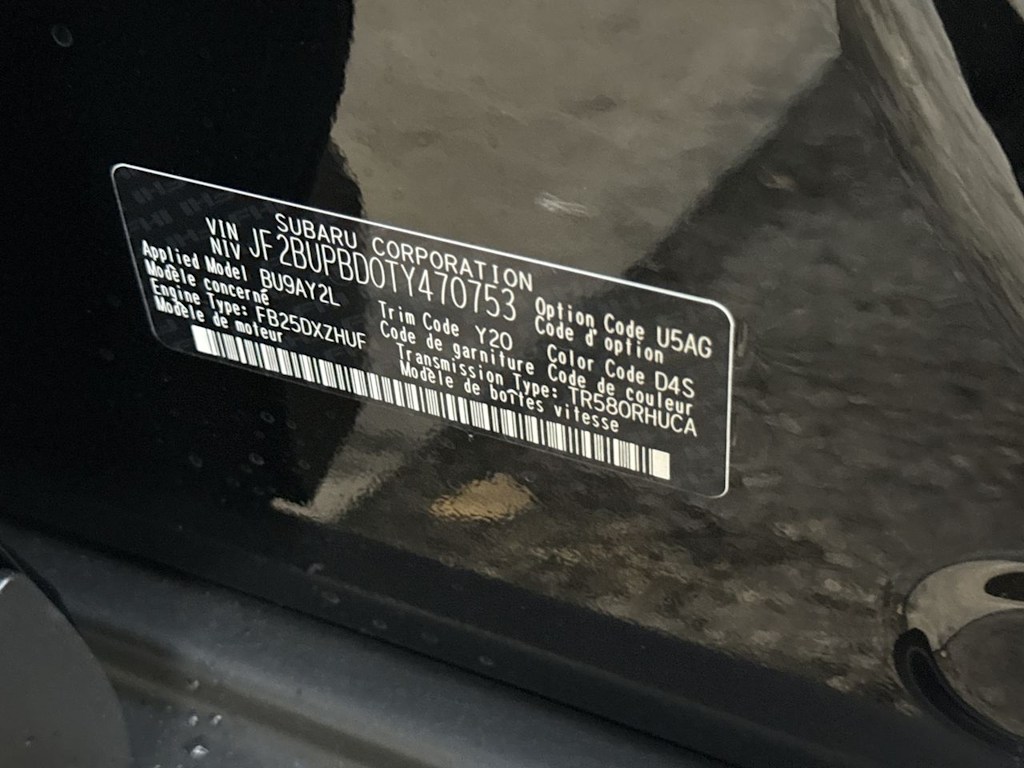 SUBARU CORPORATION
VIN
NIV JF2BUPBD0TY470753
Applied Model BU9AY2L
Modèle concerné
Trim Code Y20
Code de garniture
Option Code U5AG
Code d'option
Color Code D4S
Code de couleur
Engine Type: FB25DXZHUF
Modèle de moteur
Transmission Type: TR580RHUCA
Modèle de boîtes vitesse